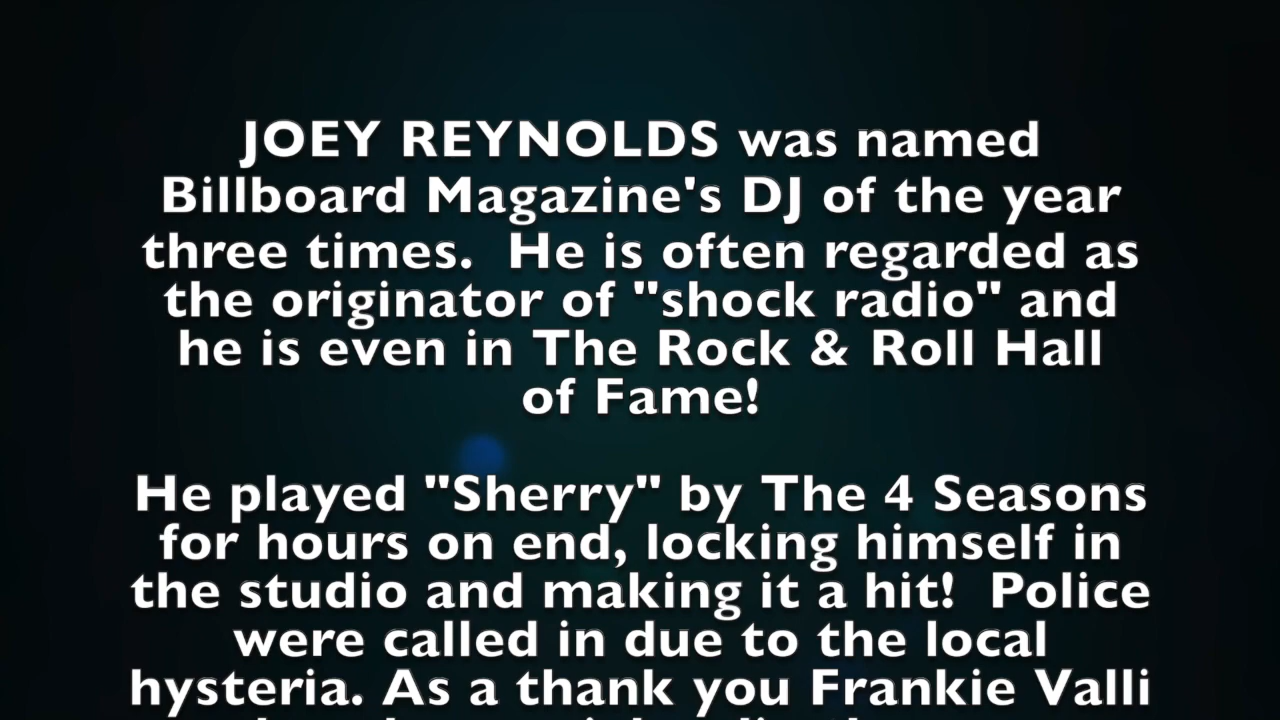 JOEY REYNOLDS was named
Billboard Magazine's DJ of the year
three times.  He is often regarded as
the originator of "shock radio" and
he is even in The Rock & Roll Hall
of Fame!
He played "Sherry" by The 4 Seasons
for hours on end, locking himself in
the studio and making it a hit!  Police
were called in due to the local
hysteria. As a thank you Frankie Valli